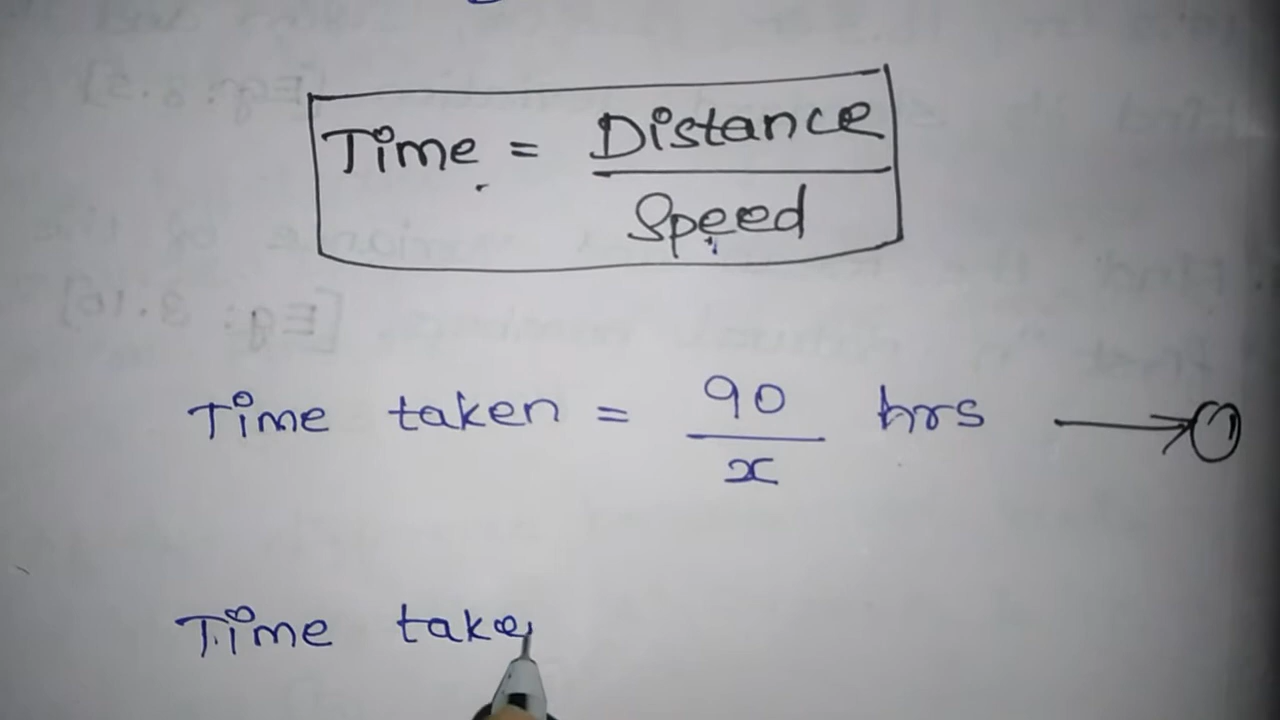 Time = Distance
Speed
Time taken = 90 hrs → 1
x
Time take